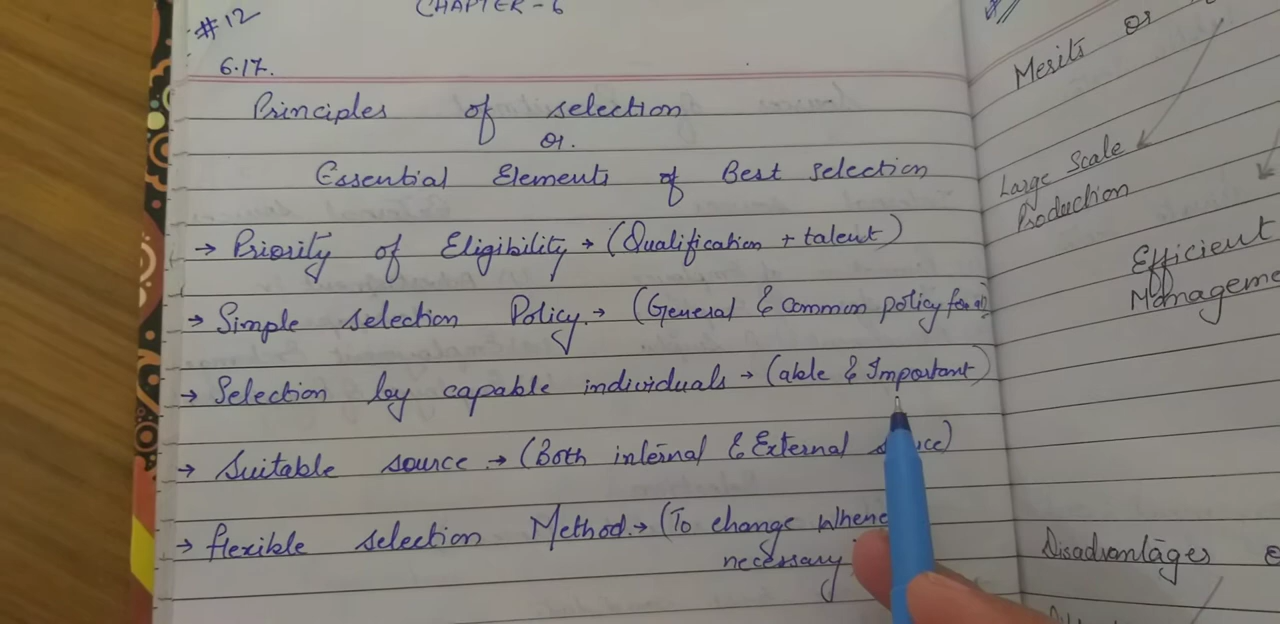 #12
CHAPTER-6
6.17.
Principles of selection
or.
Essential Elements of Best selection
→ Priority of Eligibility → (Qualification + talent)
→ Simple selection Policy. → (General & Common policy for all)
→ Selection by capable individuals → (able & Important)
→ Suitable source → (Both internal & External
→ flexible selection Method. → (To change
necessary
Merits or
Large Scale
Production
Efficient
Disadvantages